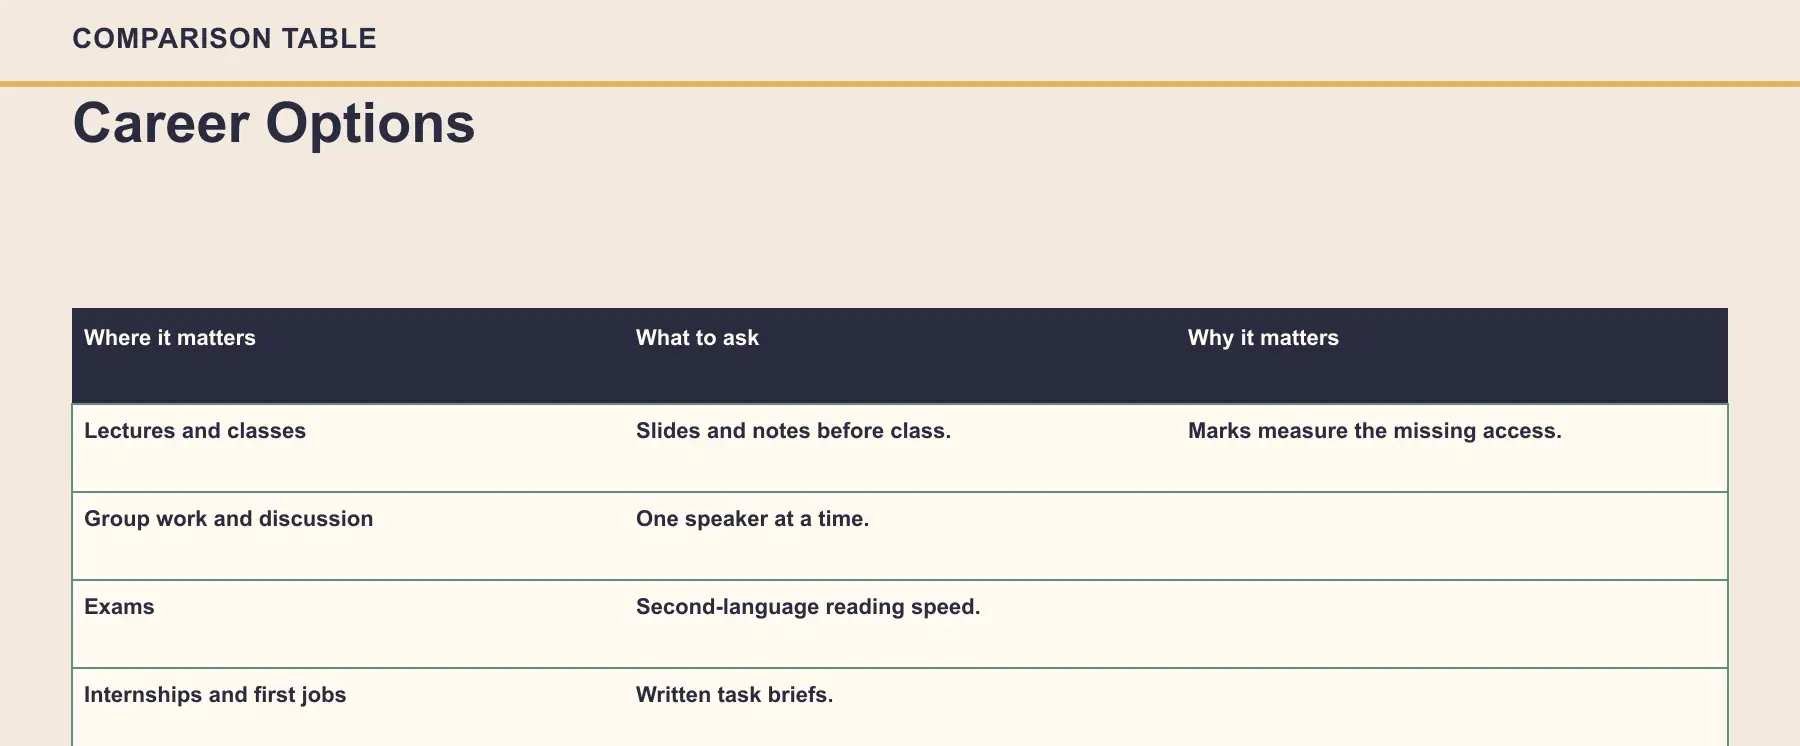 COMPARISON TABLE
Career Options
Where it matters What to ask Why it matters
Lectures and classes Slides and notes before class. Marks measure the missing access.
Group work and discussion One speaker at a time.
Exams Second-language reading speed.
Internships and first jobs Written task briefs.